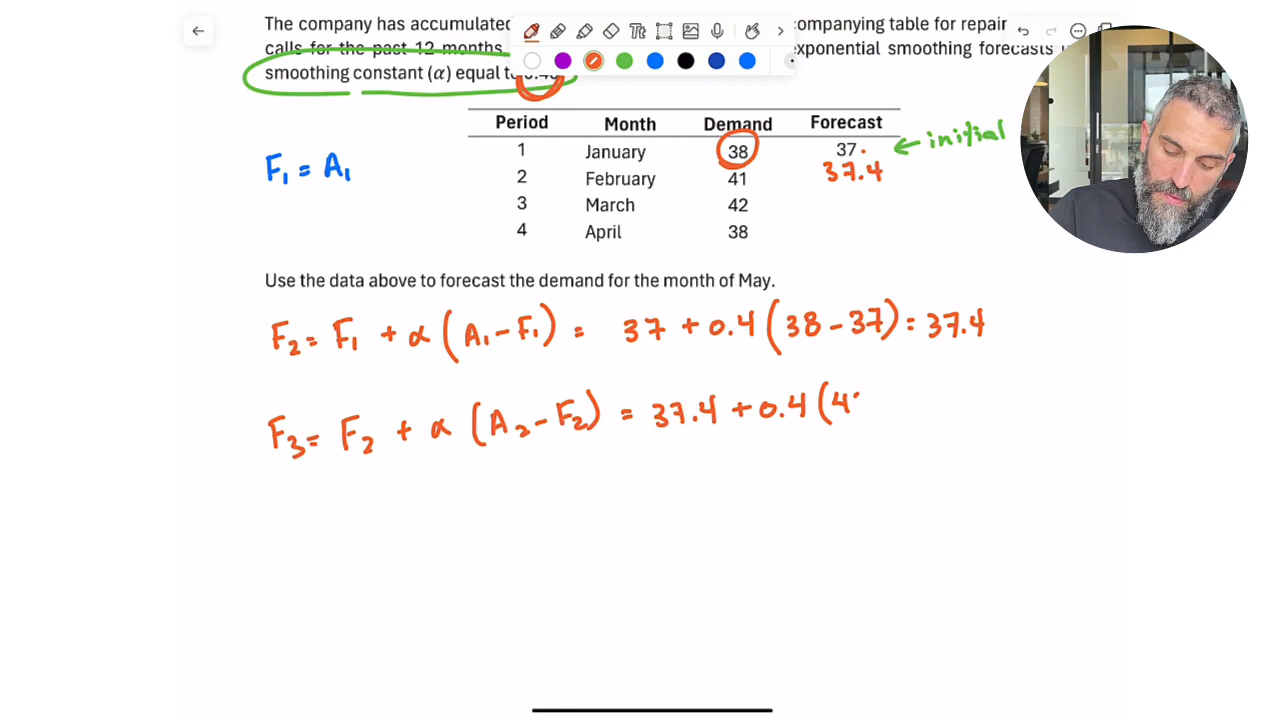 The company has accumulated ompanying table for repair
calls for the past 12 months exponential smoothing forecasts
smoothing constant (α) equal to
Period Month Demand Forecast
1 January 38 37 ← initial
2 February 41 37.4
3 March 42
4 April 38
F₁ = A₁
Use the data above to forecast the demand for the month of May.
F₂ = F₁ + α (A₁ – F₁) = 37 + 0.4 (38 – 37) = 37.4
F₃ = F₂ + α (A₂ – F₂) = 37.4 + 0.4 (4